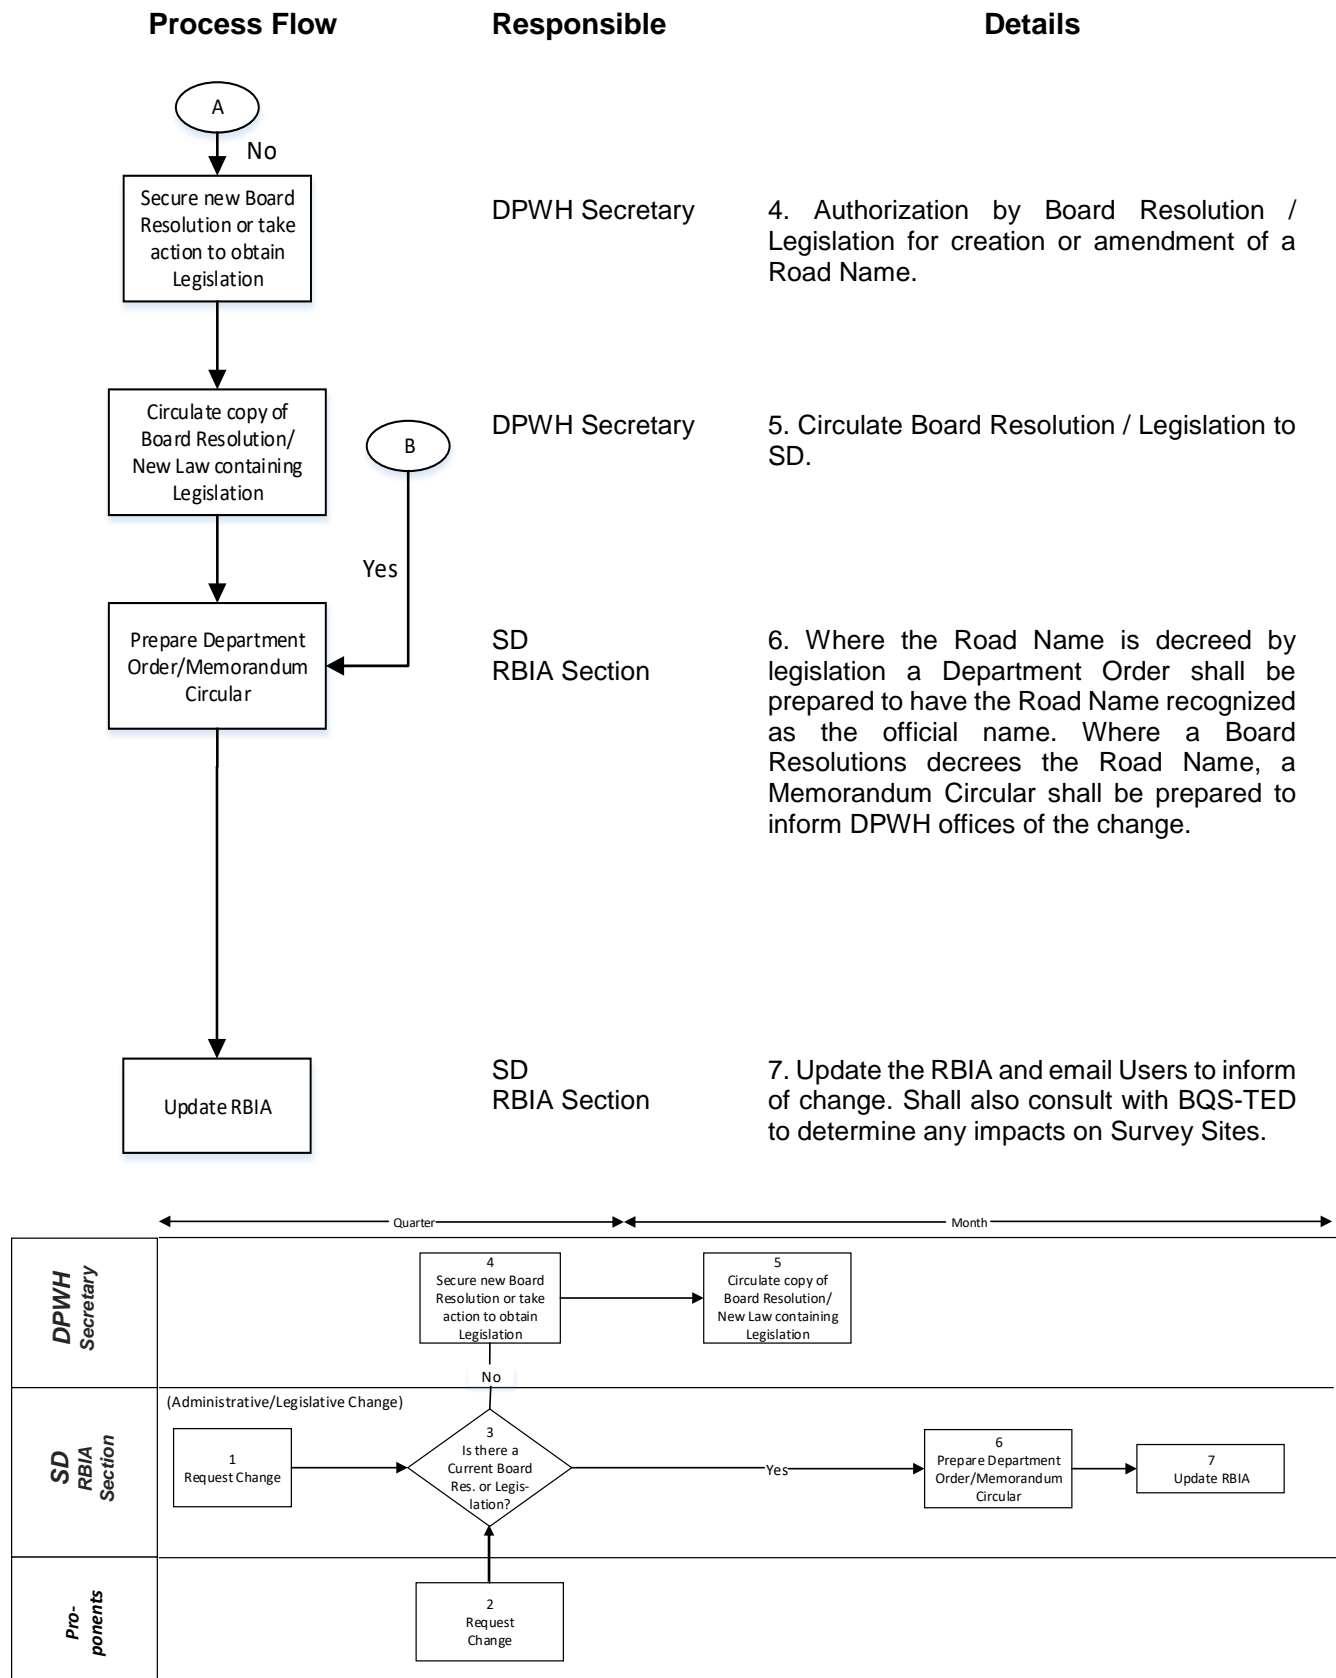 Process Flow
Responsible
Details
A
No
Secure new Board
Resolution or take
action to obtain
Legislation
DPWH Secretary
4. Authorization by Board Resolution /
Legislation for creation or amendment of a
Road Name.
Circulate copy of
Board Resolution/
New Law containing
Legislation
B
DPWH Secretary
5. Circulate Board Resolution / Legislation to
SD.
Yes
Prepare Department
Order/Memorandum
Circular
SD
RBIA Section
6. Where the Road Name is decreed by
legislation a Department Order shall be
prepared to have the Road Name recognized
as the official name. Where a Board
Resolutions decrees the Road Name, a
Memorandum Circular shall be prepared to
inform DPWH offices of the change.
Update RBIA
SD
RBIA Section
7. Update the RBIA and email Users to inform
of change. Shall also consult with BQS-TED
to determine any impacts on Survey Sites.
Quarter
Month
DPWH
Secretary
4
Secure new Board
Resolution or take
action to obtain
Legislation
5
Circulate copy of
Board Resolution/
New Law containing
Legislation
No
SD
RBIA
Section
(Administrative/Legislative Change)
1
Request Change
3
Is there a
Current Board
Res. or Legis-
lation?
Yes
6
Prepare Department
Order/Memorandum
Circular
7
Update RBIA
Pro-
ponents
2
Request
Change